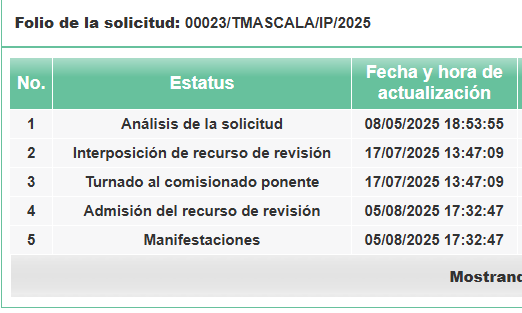 Folio de la solicitud: 00023/TMASCALA/IP/2025
No. Estatus Fecha y hora de actualización
1 Análisis de la solicitud 08/05/2025 18:53:55
2 Interposición de recurso de revisión 17/07/2025 13:47:09
3 Turnado al comisionado ponente 17/07/2025 13:47:09
4 Admisión del recurso de revisión 05/08/2025 17:32:47
5 Manifestaciones 05/08/2025 17:32:47